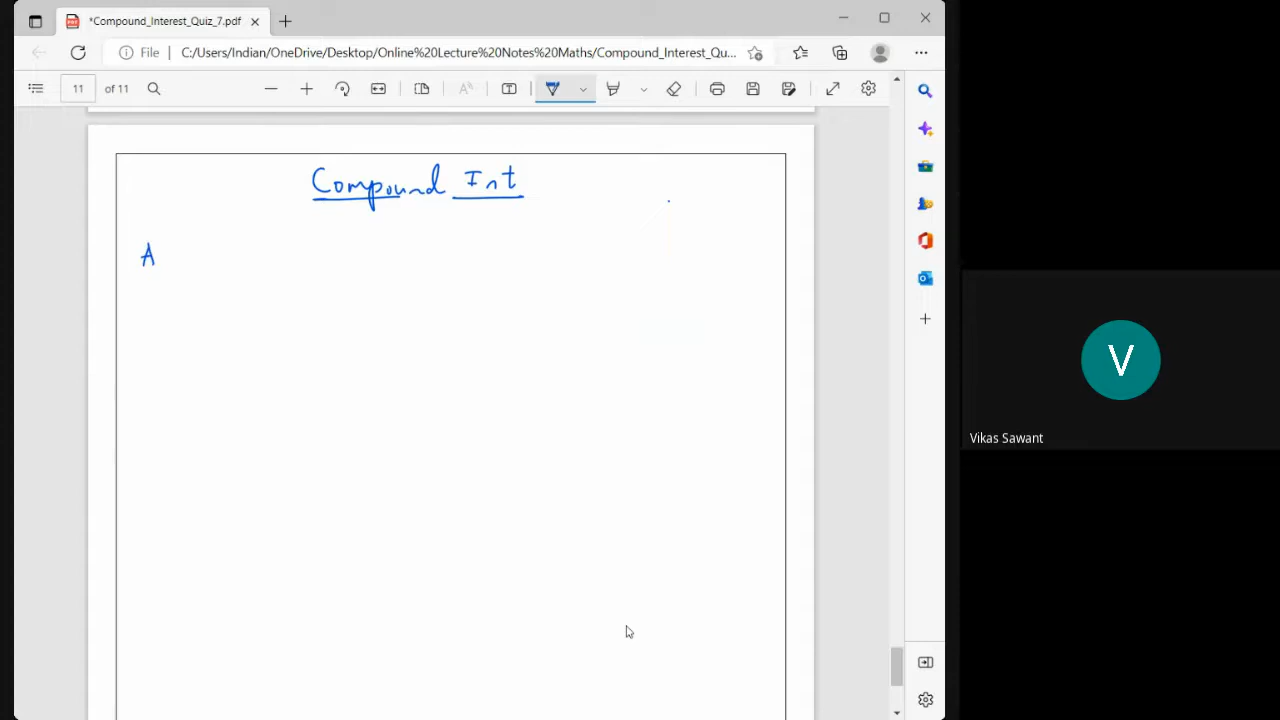 *Compound_Interest_Quiz_7.pdf
File C:/Users/Indian/OneDrive/Desktop/Online%20Lecture%20Notes%20Maths/Compound_Interest_Qu...
11 of 11
Compound Int
A
V
Vikas Sawant